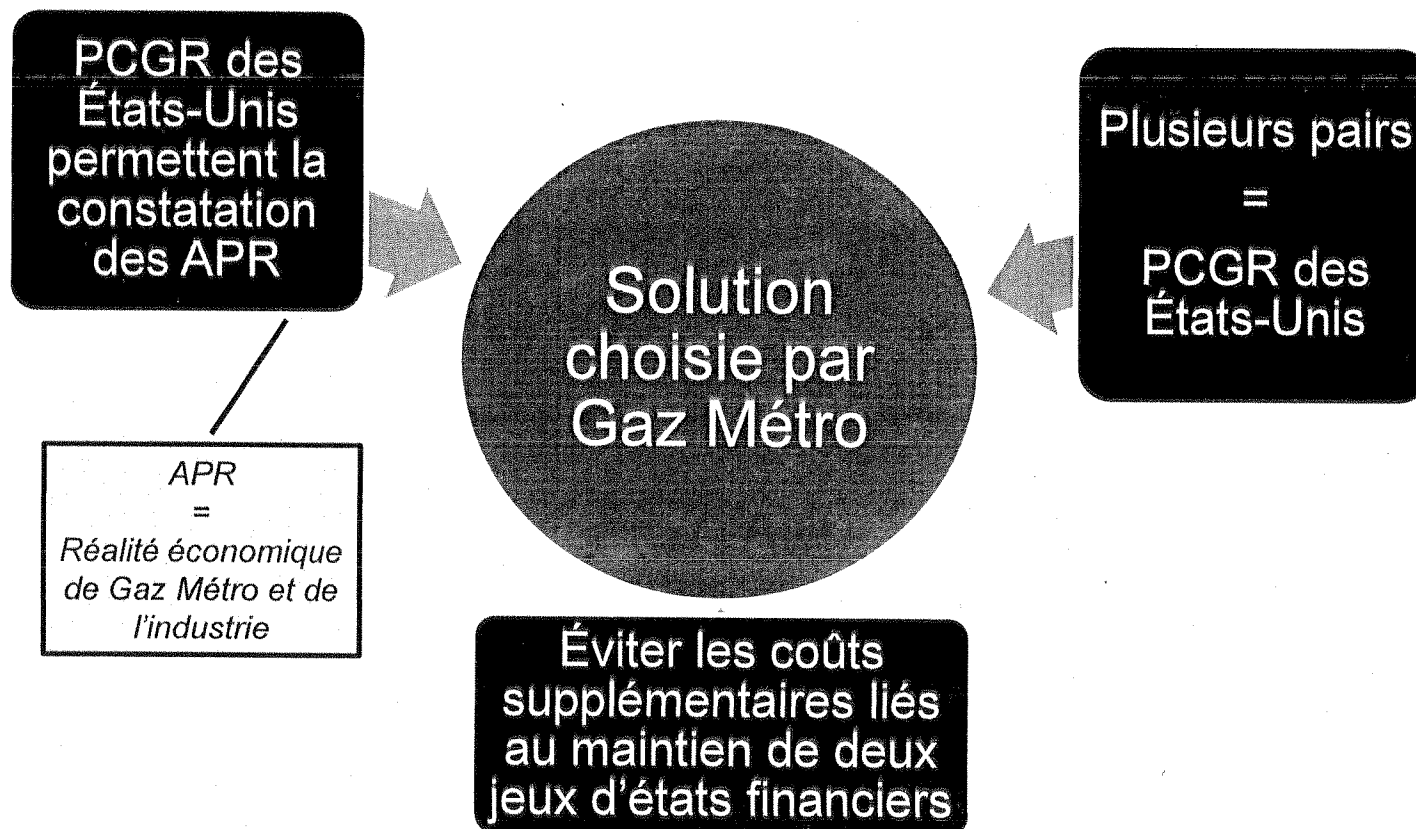 PCGR des
États-Unis
permettent la
constatation
des APR
APR
=
Réalité économique
de Gaz Métro et de
l'industrie
Solution
choisie par
Gaz Métro
Plusieurs pairs
=
PCGR des
États-Unis
Éviter les coûts
supplémentaires liés
au maintien de deux
jeux d'états financiers